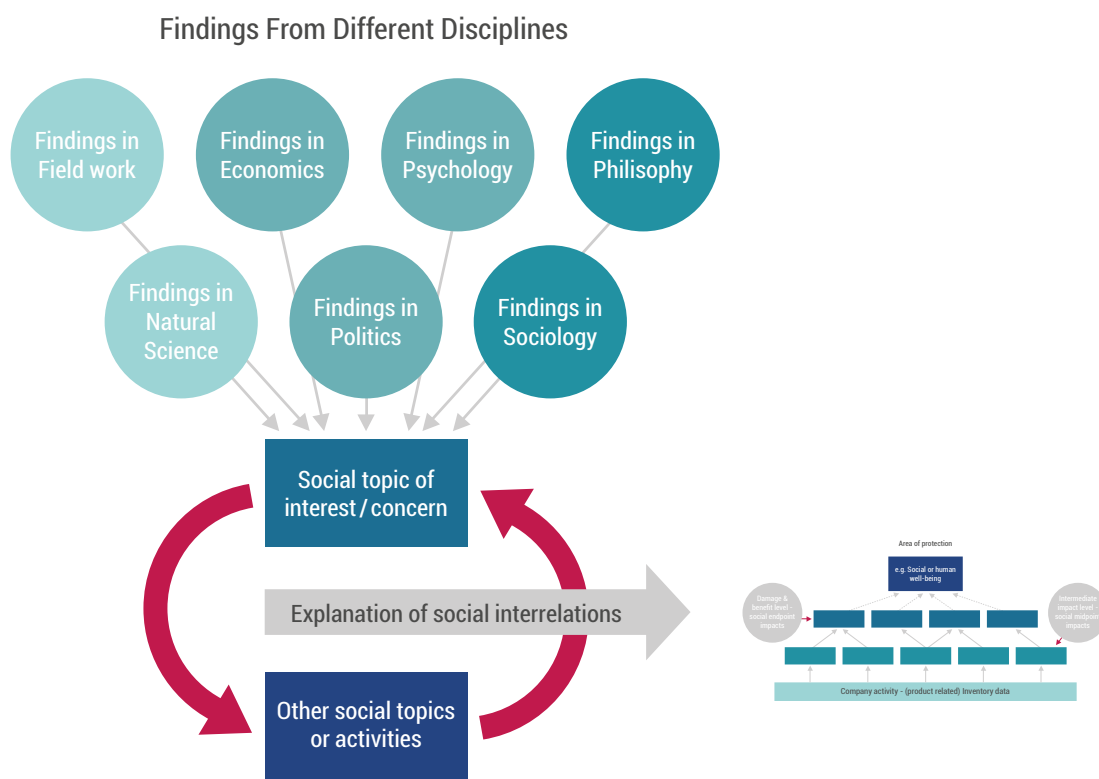 Findings From Different Disciplines
Findings in
Field work
Findings in
Economics
Findings in
Psychology
Findings in
Philisophy
Findings in
Natural
Science
Findings in
Politics
Findings in
Sociology
Social topic of
interest / concern
Explanation of social interrelations
Other social topics
or activities
Area of protection
e.g. Social or human
well-being
Damage &
benefit level -
social endpoint
impacts
Intermediate
impact level -
social midpoint
impacts
Company activity - (product related) Inventory data